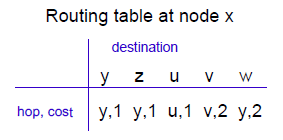 Routing table at node x
destination
y z u v w
hop, cost y,1 y,1 u,1 v,2 y,2